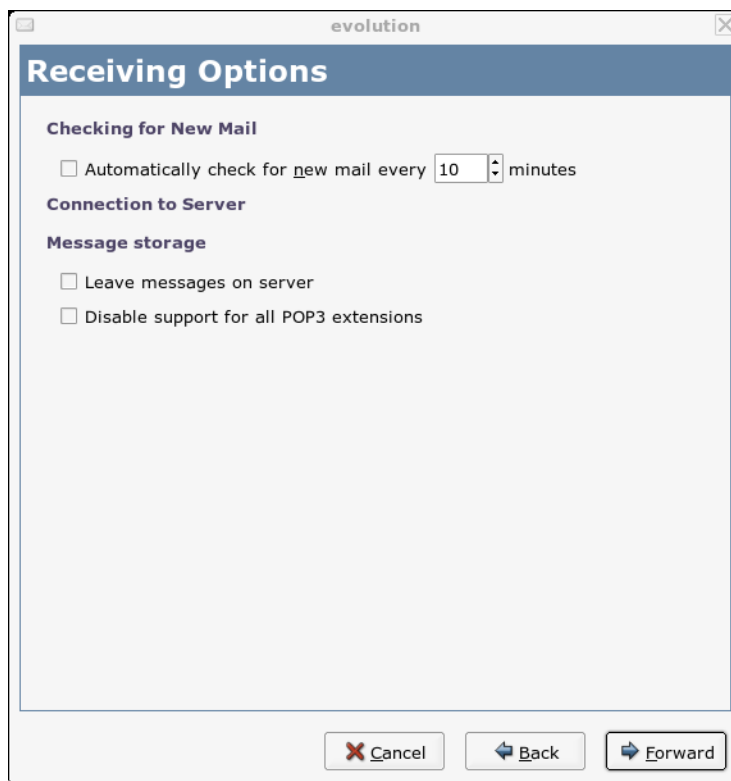 evolution
Receiving Options
Checking for New Mail
Automatically check for new mail every 10 minutes
Connection to Server
Message storage
Leave messages on server
Disable support for all POP3 extensions
Cancel Back Forward